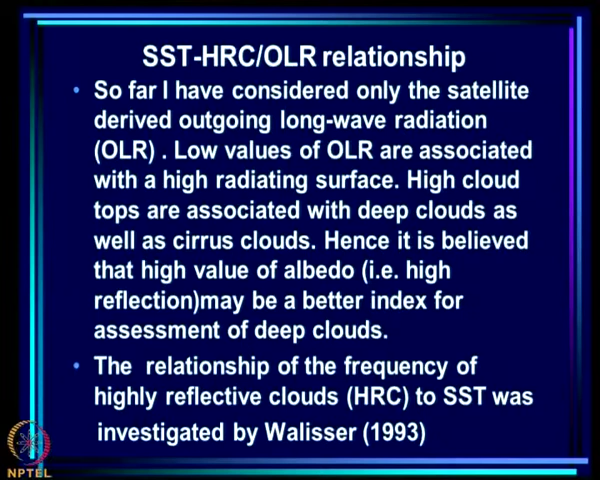 SST-HRC/OLR relationship
• So far I have considered only the satellite
derived outgoing long-wave radiation
(OLR) . Low values of OLR are associated
with a high radiating surface. High cloud
tops are associated with deep clouds as
well as cirrus clouds. Hence it is believed
that high value of albedo (i.e. high
reflection)may be a better index for
assessment of deep clouds.
• The relationship of the frequency of
highly reflective clouds (HRC) to SST was
investigated by Walisser (1993)
NPTEL